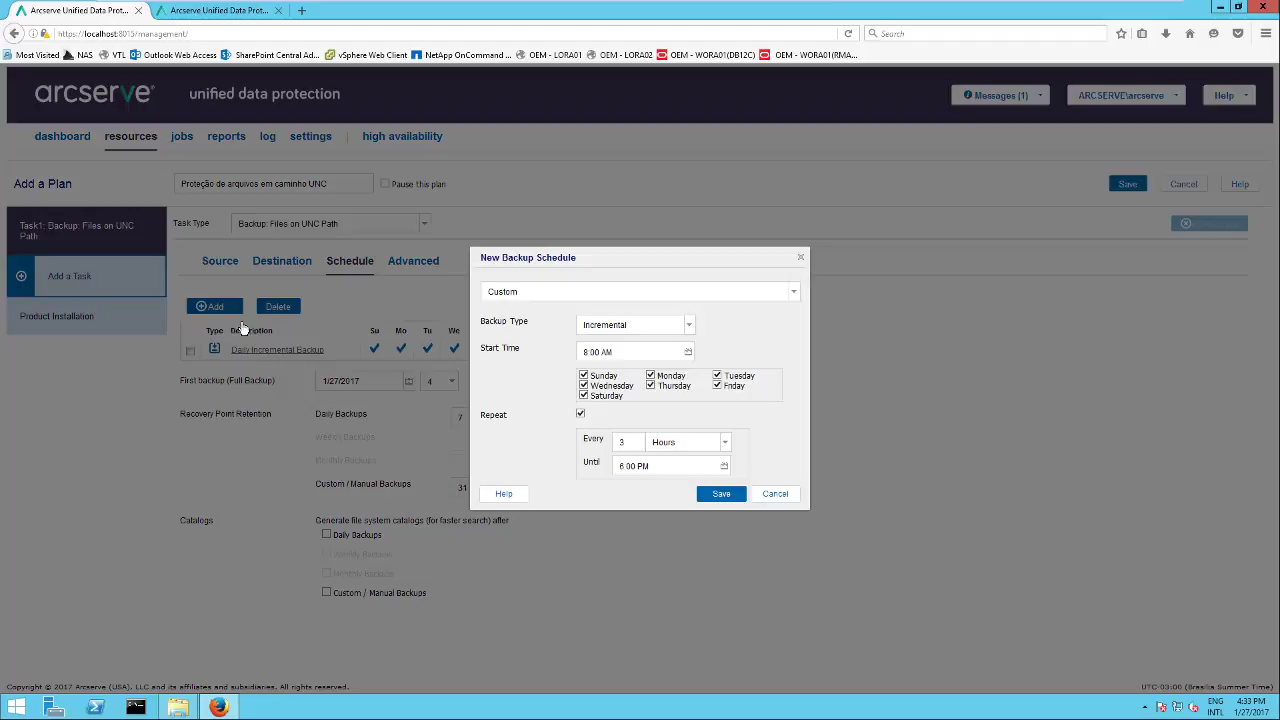 Arcserve Unified Data Prote...
Arcserve Unified Data Prot...
https://localhost:8015/management/
Search
Most Visited NAS VTL Outlook Web Access SharePoint Central Ad... vSphere Web Client NetApp OnCommand ... OEM - LORA01 OEM - LORA02 OEM - WORA01(DB12C) OEM - WORA01(RMA...
arcserve® unified data protection
Messages (1) ARCSERVE\arcserve Help
dashboard resources jobs reports log settings high availability
Add a Plan
Proteção de arquivos em caminho UNC
Pause this plan
Save Cancel Help
Task1: Backup: Files on UNC
Path
Add a Task
Product Installation
Task Type Backup: Files on UNC Path
Source Destination Schedule Advanced
Add Delete
Type Description Su Mo Tu We
Daily Incremental Backup
First backup (Full Backup) 1/27/2017 4
Recovery Point Retention Daily Backups 7
Weekly Backups
Monthly Backups
Custom / Manual Backups 31
Catalogs Generate file system catalogs (for faster search) after
Daily Backups
Weekly Backups
Monthly Backups
Custom / Manual Backups
New Backup Schedule
Custom
Backup Type Incremental
Start Time 8:00 AM
Sunday Monday Tuesday
Wednesday Thursday Friday
Saturday
Repeat
Every 3 Hours
Until 6:00 PM
Help Save Cancel
Copyright © 2017 Arcserve (USA), LLC and its affiliates and subsidiaries. All rights reserved.
UTC-03:00 (Brasilia Summer Time)
ENG 4:33 PM
INTL 1/27/2017